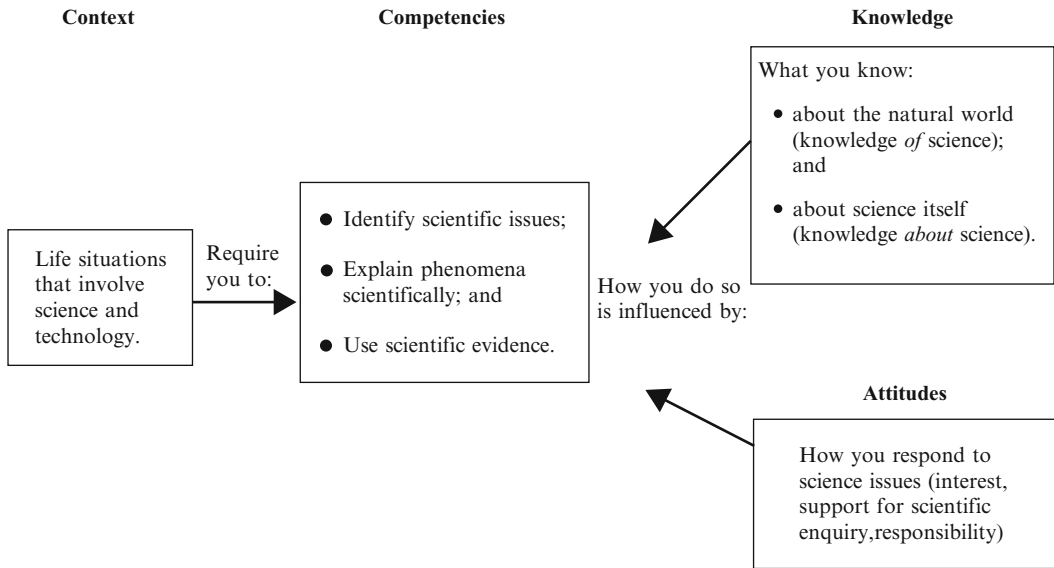 Context
Life situations
that involve
science and
technology.
Require
you to:
Competencies
● Identify scientific issues;
● Explain phenomena
scientifically; and
● Use scientific evidence.
How you do so
is influenced by:
Knowledge
What you know:
● about the natural world
(knowledge of science);
and
● about science itself
(knowledge about science).
Attitudes
How you respond to
science issues (interest,
support for scientific
enquiry,responsibility)